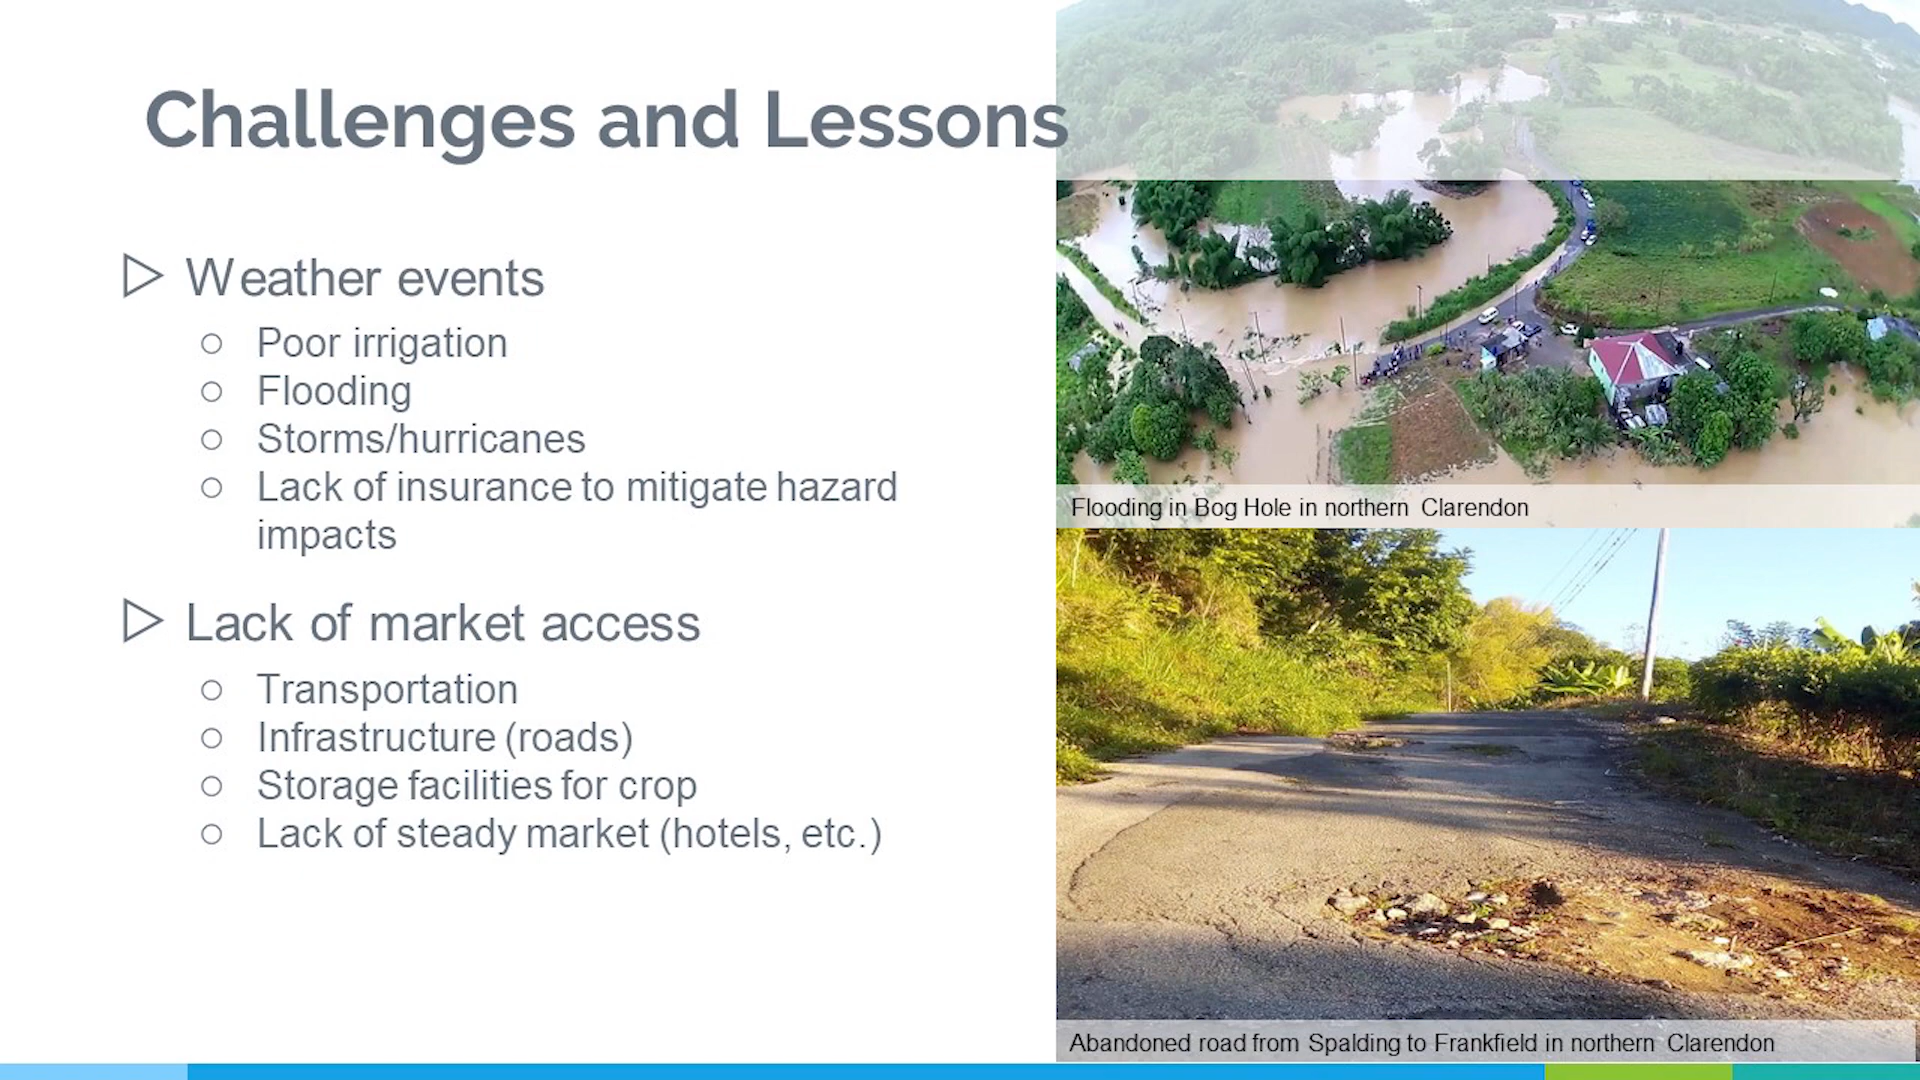 Challenges and Lessons
Weather events
Poor irrigation
Flooding
Storms/hurricanes
Lack of insurance to mitigate hazard
impacts
Lack of market access
Transportation
Infrastructure (roads)
Storage facilities for crop
Lack of steady market (hotels, etc.)
Flooding in Bog Hole in northern Clarendon
Abandoned road from Spalding to Frankfield in northern Clarendon